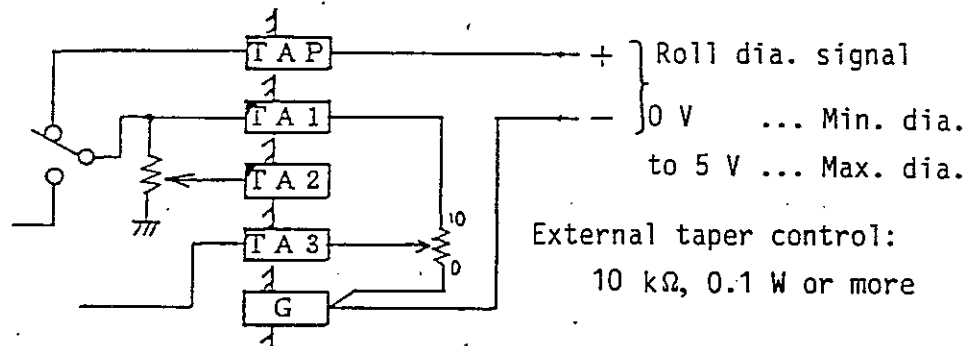 TAP
+
Roll dia. signal
TA1
−
0 V ... Min. dia.
to 5 V ... Max. dia.
TA2
10
External taper control:
TA3
0
10 kΩ, 0.1 W or more
G